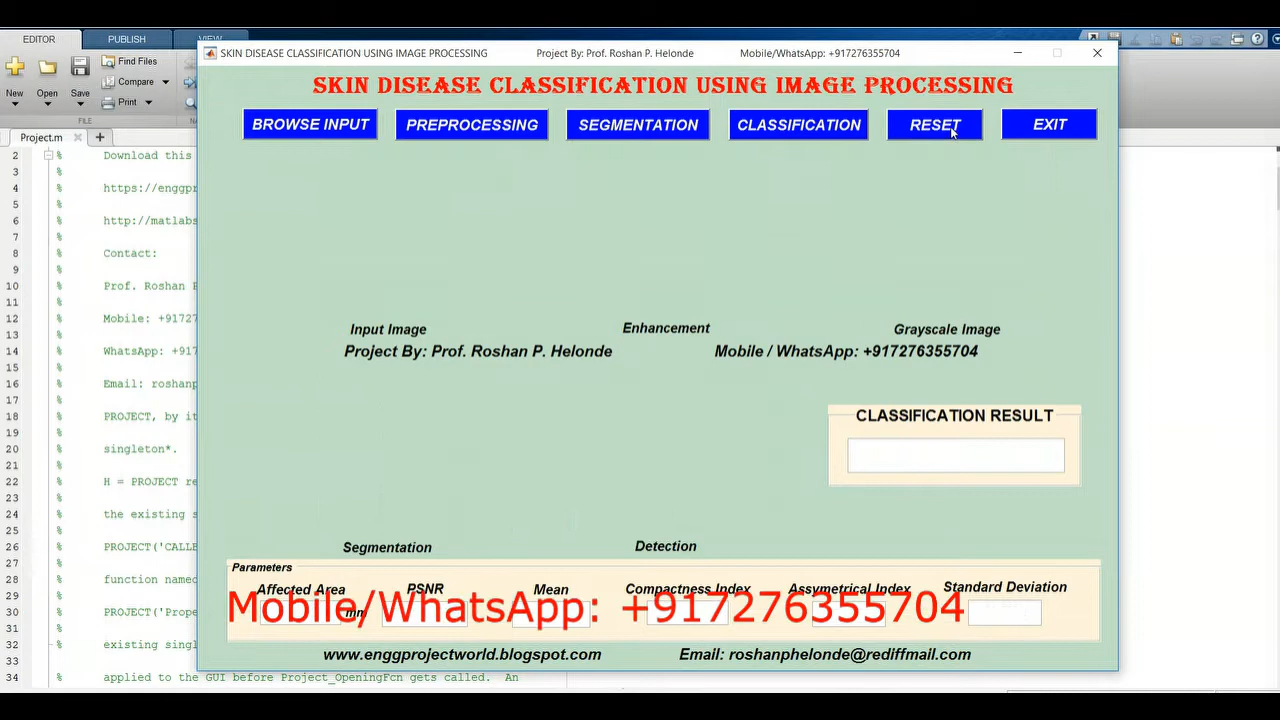 EDITOR PUBLISH VIEW
SKIN DISEASE CLASSIFICATION USING IMAGE PROCESSING Project By: Prof. Roshan P. Helonde Mobile/WhatsApp: +917276355704
Find Files
Compare
Print
New Open Save
FILE
SKIN DISEASE CLASSIFICATION USING IMAGE PROCESSING
BROWSE INPUT PREPROCESSING SEGMENTATION CLASSIFICATION RESET EXIT
Project.m
2 % Download this
3 %
4 % https://enggpr
5 %
6 % http://matlabs
7 %
8 % Contact:
9 %
10 % Prof. Roshan P
11 %
12 % Mobile: +9172
13 %
14 % WhatsApp: +917
15 %
16 % Email: roshanp
17 %
18 % PROJECT, by it
19 %
20 % singleton*.
21 %
22 % H = PROJECT re
23 %
24 % the existing s
25 %
26 % PROJECT('CALLE
27 %
28 % function named
29 %
30 % PROJECT('Prope
31 %
32 % existing singl
33 %
34 % applied to the GUI before Project_OpeningFcn gets called. An
Input Image Enhancement Grayscale Image
Project By: Prof. Roshan P. Helonde Mobile / WhatsApp: +917276355704
CLASSIFICATION RESULT
Segmentation Detection
Parameters
Affected Area PSNR Mean Compactness Index Assymetrical Index Standard Deviation
mm
Mobile/WhatsApp: +917276355704
www.enggprojectworld.blogspot.com Email: roshanphelonde@rediffmail.com